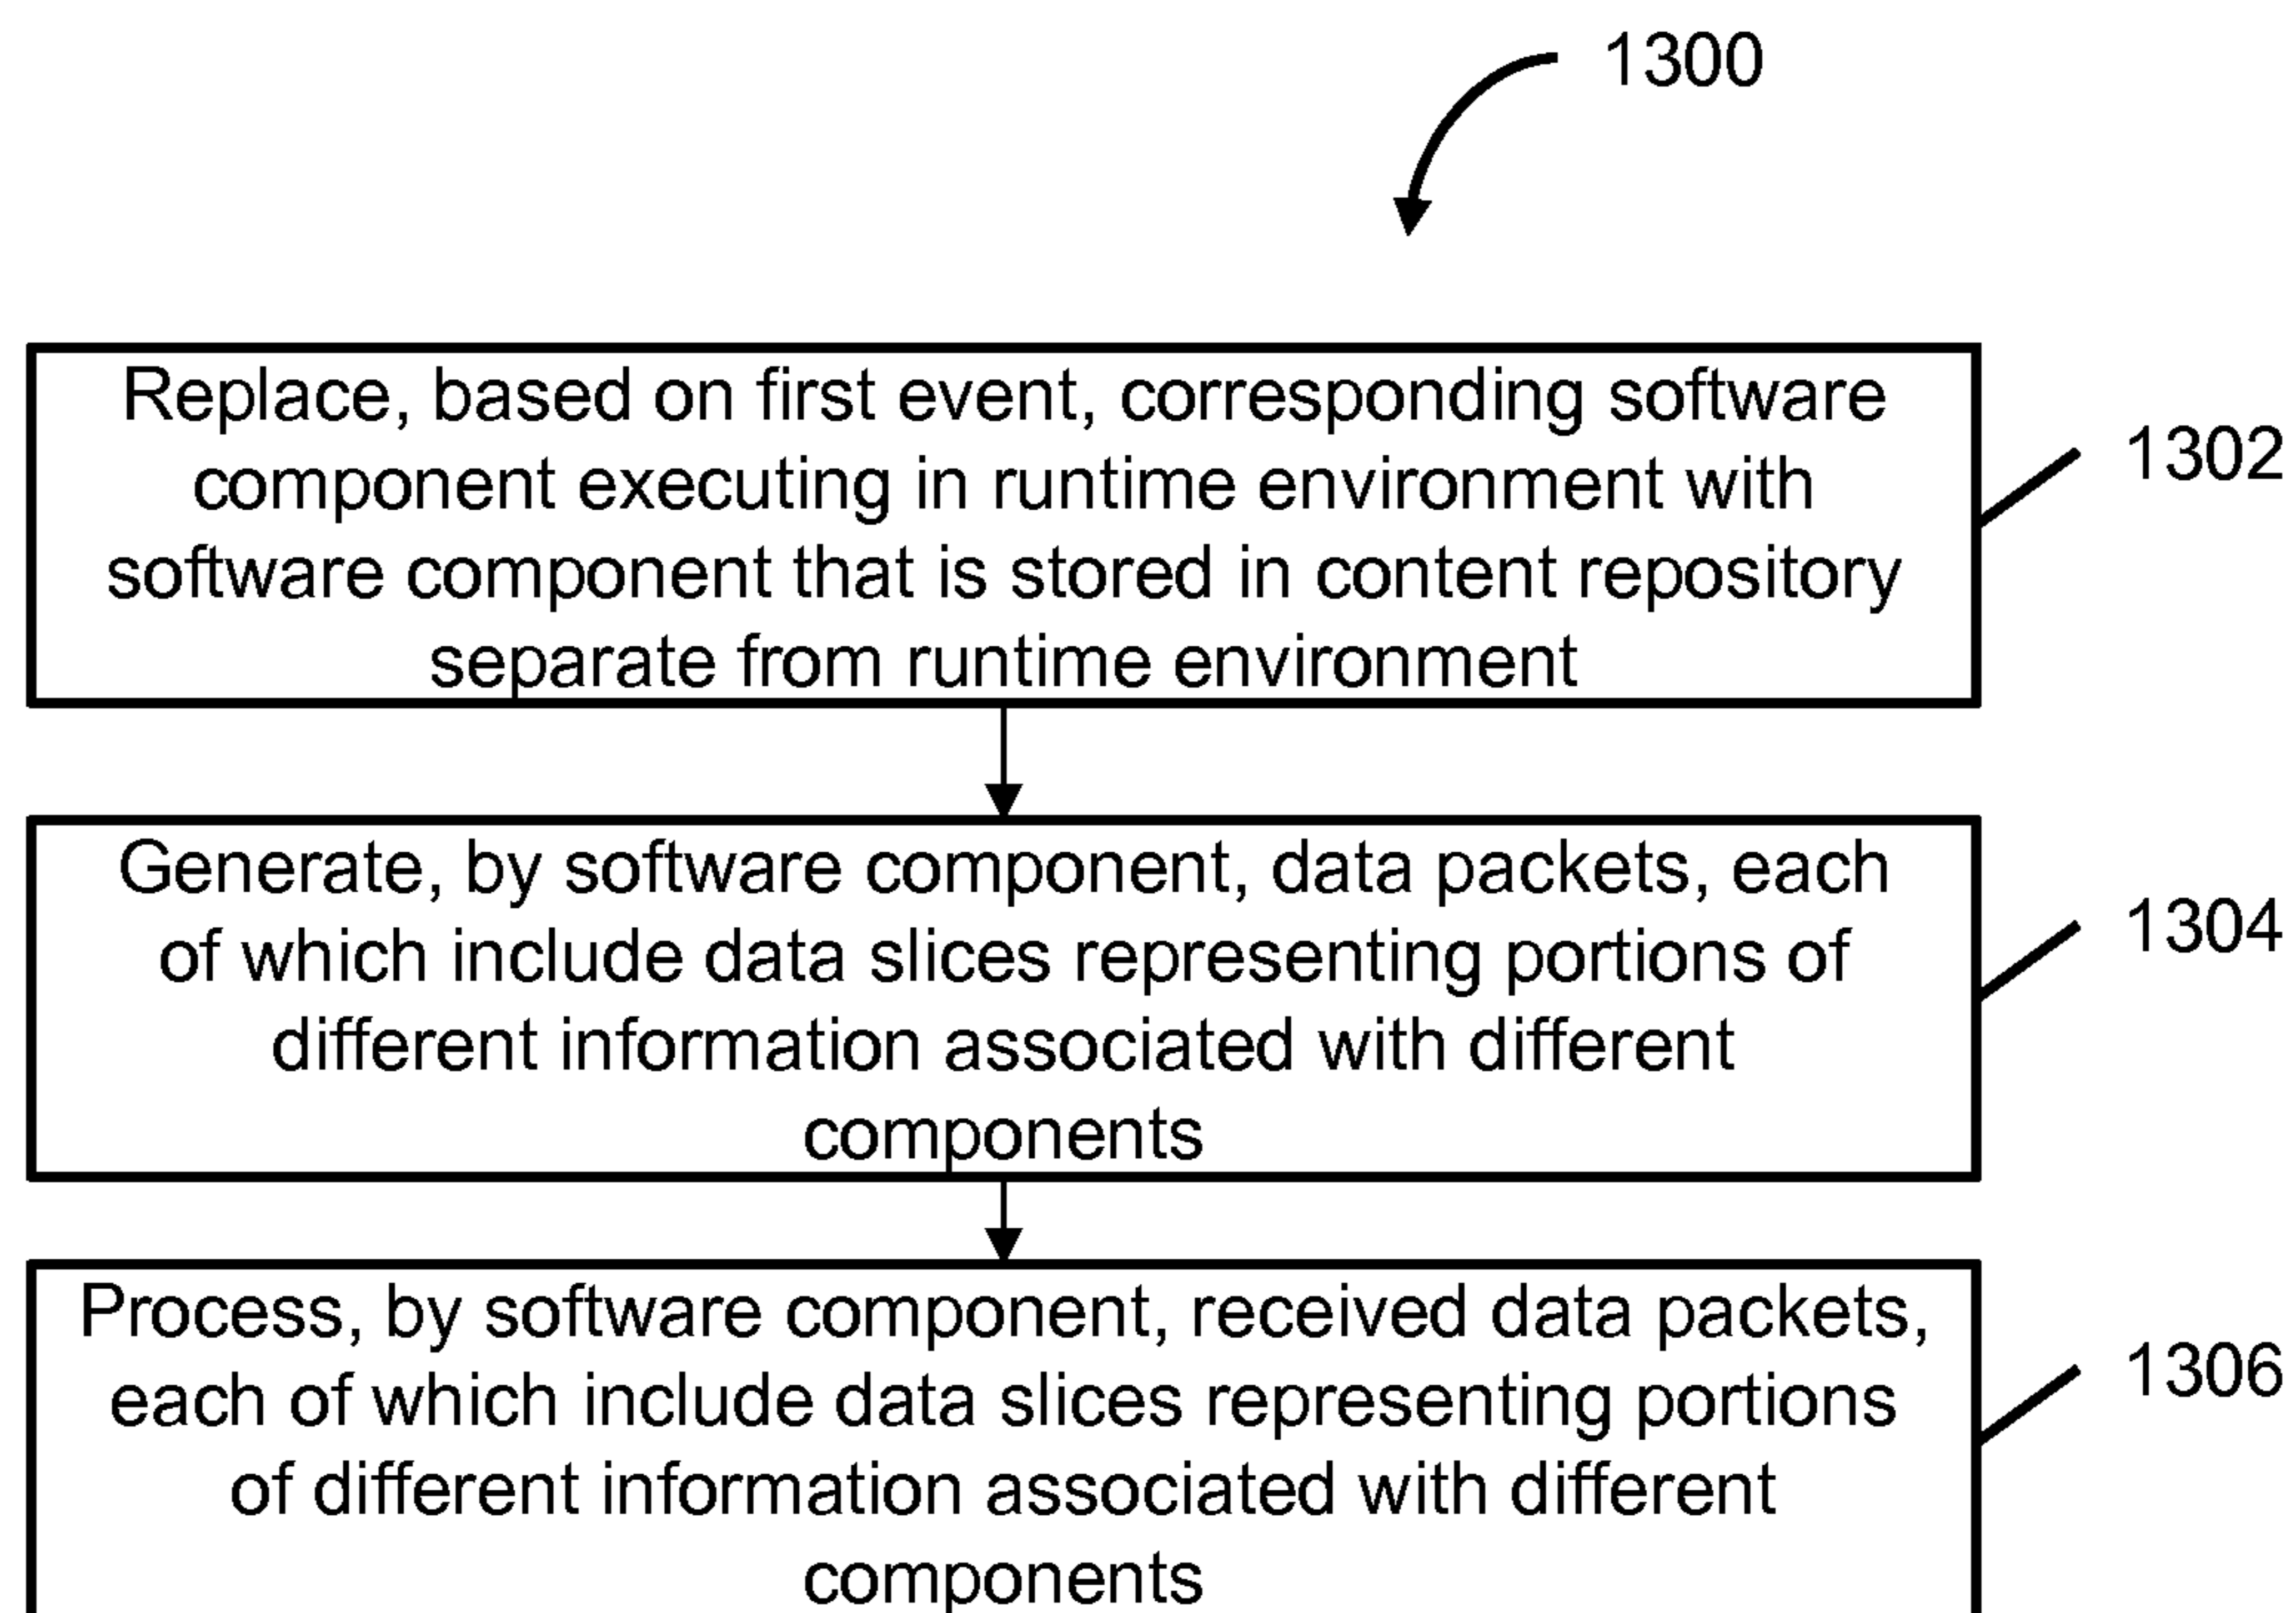 1300
Replace, based on first event, corresponding software
component executing in runtime environment with
software component that is stored in content repository
separate from runtime environment
1302
Generate, by software component, data packets, each
of which include data slices representing portions of
different information associated with different
components
1304
Process, by software component, received data packets,
each of which include data slices representing portions
of different information associated with different
components
1306